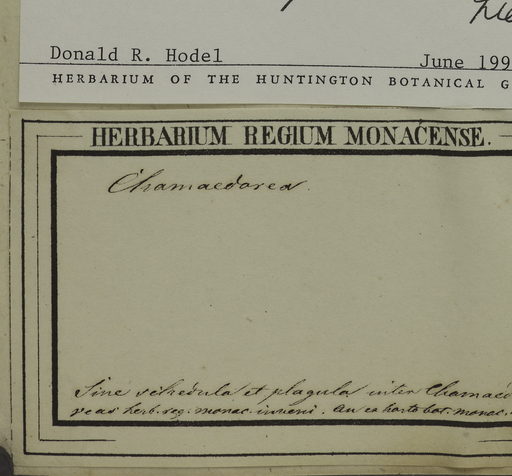 Donald R. Hodel June 199
HERBARIUM OF THE HUNTINGTON BOTANICAL G
HERBARIUM REGIUM MONACENSE.
Chamaedorea.
Sine schedula et plagula inter Chamaed
reas herb. reg. monac. inveni. An ex horto bot. monac.